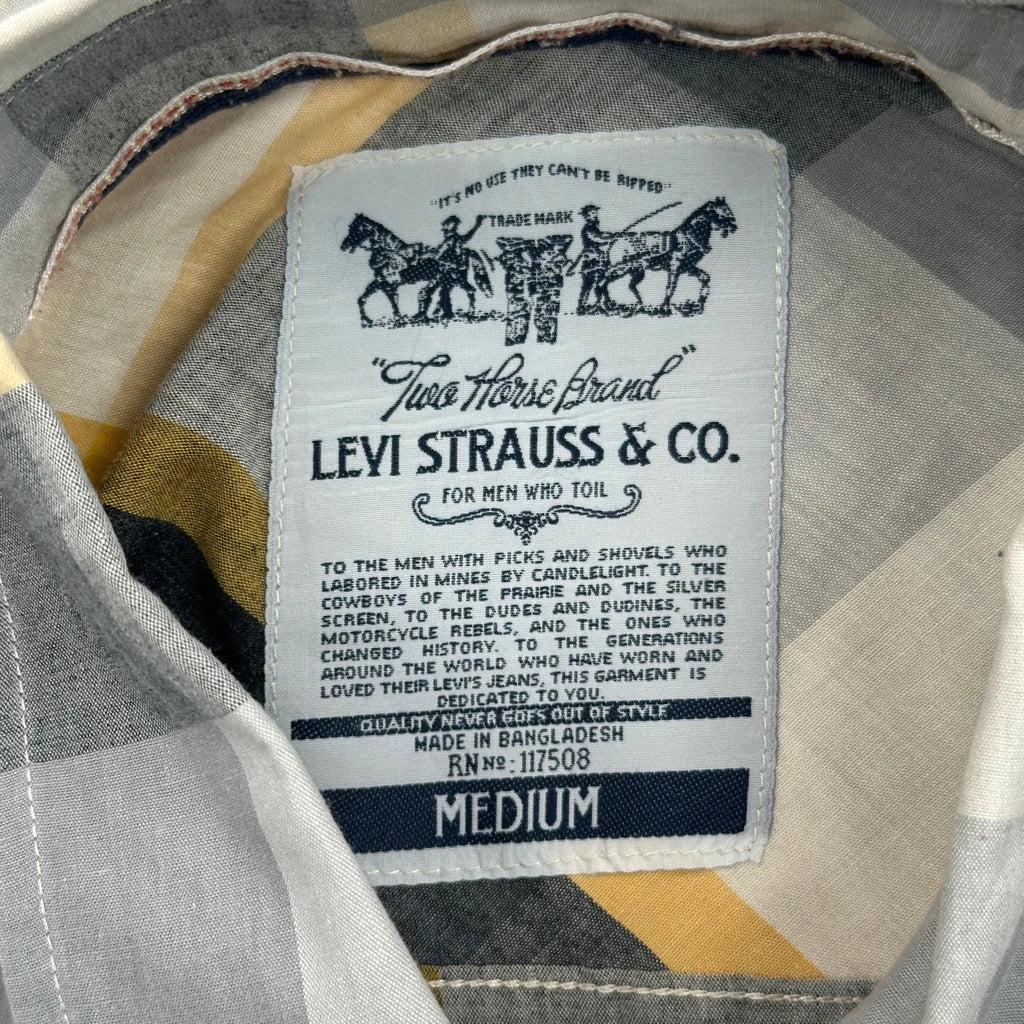 "IT'S NO USE THEY CAN'T BE RIPPED"
TRADE MARK
"Two Horse Brand"
LEVI STRAUSS & CO.
FOR MEN WHO TOIL
TO THE MEN WITH PICKS AND SHOVELS WHO
LABORED IN MINES BY CANDLELIGHT. TO THE
COWBOYS OF THE PRAIRIE AND THE SILVER
SCREEN, TO THE DUDES AND DUDINES, THE
MOTORCYCLE REBELS, AND THE ONES WHO
CHANGED HISTORY. TO THE GENERATIONS
AROUND THE WORLD WHO HAVE WORN AND
LOVED THEIR LEVI'S JEANS, THIS GARMENT IS
DEDICATED TO YOU.
QUALITY NEVER GOES OUT OF STYLE
MADE IN BANGLADESH
RN Nº: 117508
MEDIUM